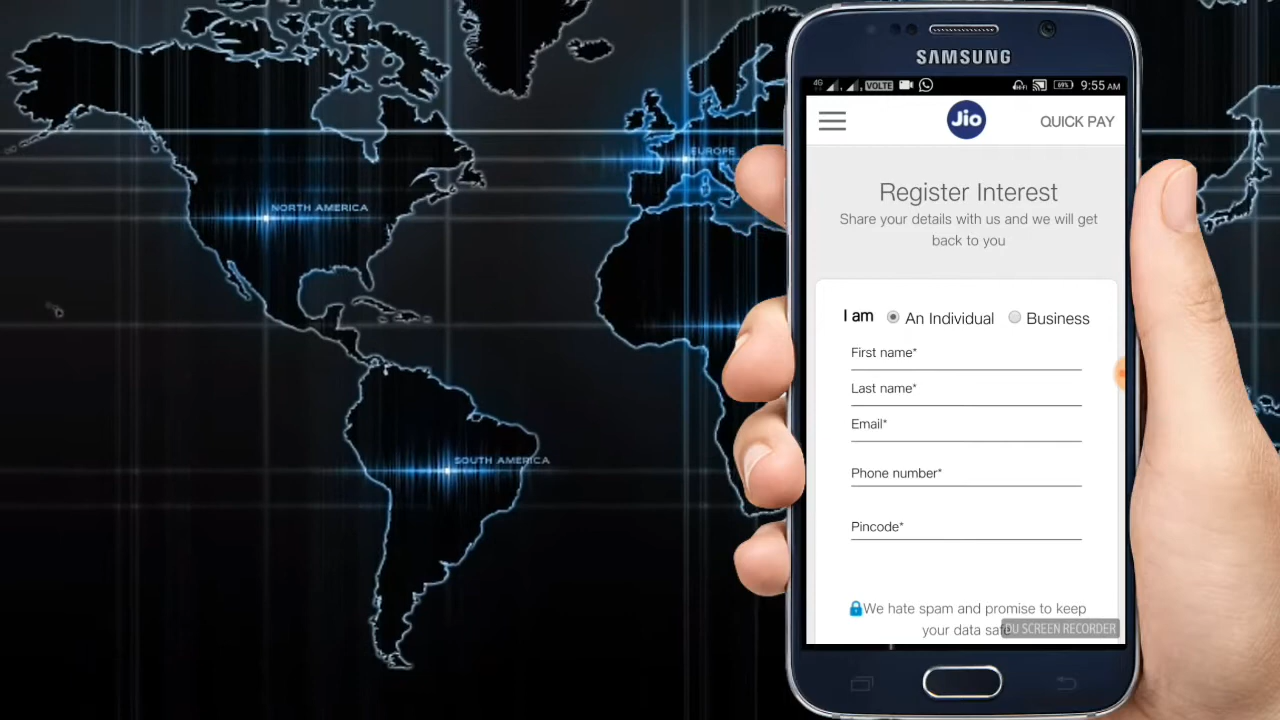 NORTH AMERICA
EUROPE
SOUTH AMERICA
SAMSUNG
4G VOLTE 69% 9:55 AM
Jio
QUICK PAY
Register Interest
Share your details with us and we will get
back to you
I am An Individual Business
First name*
Last name*
Email*
Phone number*
Pincode*
We hate spam and promise to keep
your data saf
DU SCREEN RECORDER